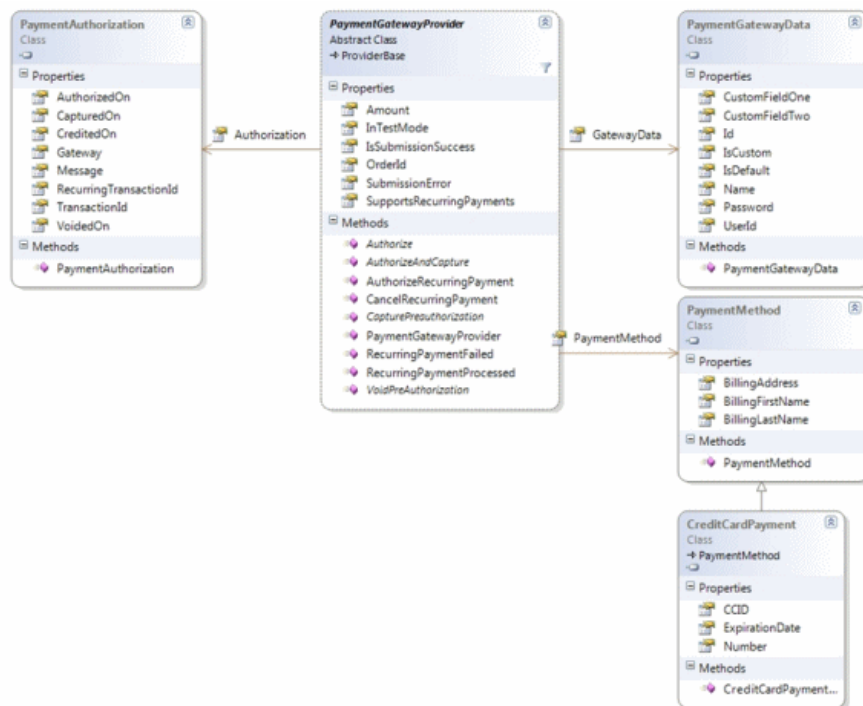 PaymentAuthorization
Class
Properties
AuthorizedOn
CapturedOn
CreditedOn
Gateway
Message
RecurringTransactionId
TransactionId
VoidedOn
Methods
PaymentAuthorization
Authorization
PaymentGatewayProvider
Abstract Class
ProviderBase
Properties
Amount
InTestMode
IsSubmissionSuccess
OrderId
SubmissionError
SupportsRecurringPayments
Methods
Authorize
AuthorizeAndCapture
AuthorizeRecurringPayment
CancelRecurringPayment
CapturePreauthorization
PaymentGatewayProvider
RecurringPaymentFailed
RecurringPaymentProcessed
VoidPreAuthorization
GatewayData
PaymentMethod
PaymentGatewayData
Class
Properties
CustomFieldOne
CustomFieldTwo
Id
IsCustom
IsDefault
Name
Password
UserId
Methods
PaymentGatewayData
PaymentMethod
Class
Properties
BillingAddress
BillingFirstName
BillingLastName
Methods
PaymentMethod
CreditCardPayment
Class
PaymentMethod
Properties
CCID
ExpirationDate
Number
Methods
CreditCardPayment...